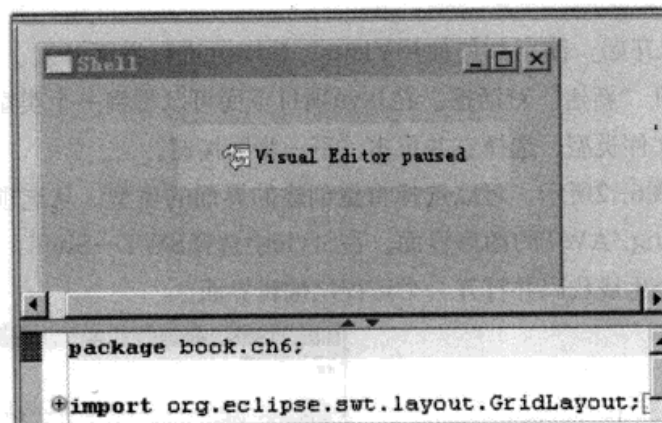 Shell
Visual Editor paused
package book.ch6;
import org.eclipse.swt.layout.GridLayout;